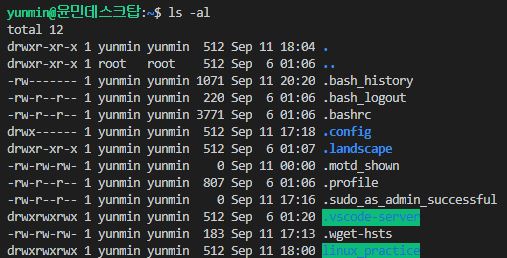 yunmin@윤민데스크탑:~$ ls -al
total 12
drwxr-xr-x 1 yunmin yunmin  512 Sep 11 18:04 .
drwxr-xr-x 1 root   root    512 Sep  6 01:06 ..
-rw------- 1 yunmin yunmin 1071 Sep 11 20:20 .bash_history
-rw-r--r-- 1 yunmin yunmin  220 Sep  6 01:06 .bash_logout
-rw-r--r-- 1 yunmin yunmin 3771 Sep  6 01:06 .bashrc
drwx------ 1 yunmin yunmin  512 Sep 11 17:18 .config
drwxr-xr-x 1 yunmin yunmin  512 Sep  6 01:07 .landscape
-rw-rw-rw- 1 yunmin yunmin    0 Sep 11 00:00 .motd_shown
-rw-r--r-- 1 yunmin yunmin  807 Sep  6 01:06 .profile
-rw-r--r-- 1 yunmin yunmin    0 Sep 11 17:16 .sudo_as_admin_successful
drwxrwxrwx 1 yunmin yunmin  512 Sep  6 01:20 .vscode-server
-rw-rw-rw- 1 yunmin yunmin  183 Sep 11 17:13 .wget-hsts
drwxrwxrwx 1 yunmin yunmin  512 Sep 11 18:00 linux_practice